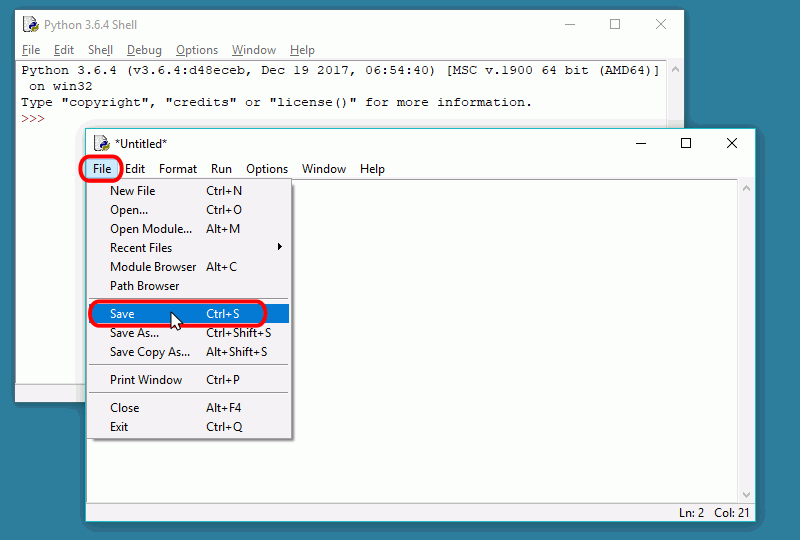 Python 3.6.4 Shell
File Edit Shell Debug Options Window Help
Python 3.6.4 (v3.6.4:d48eceb, Dec 19 2017, 06:54:40) [MSC v.1900 64 bit (AMD64)]
on win32
Type "copyright", "credits" or "license()" for more information.
>>>
*Untitled*
File Edit Format Run Options Window Help
New File Ctrl+N
Open... Ctrl+O
Open Module... Alt+M
Recent Files
Module Browser Alt+C
Path Browser
Save Ctrl+S
Save As... Ctrl+Shift+S
Save Copy As... Alt+Shift+S
Print Window Ctrl+P
Close Alt+F4
Exit Ctrl+Q
Ln: 2 Col: 21